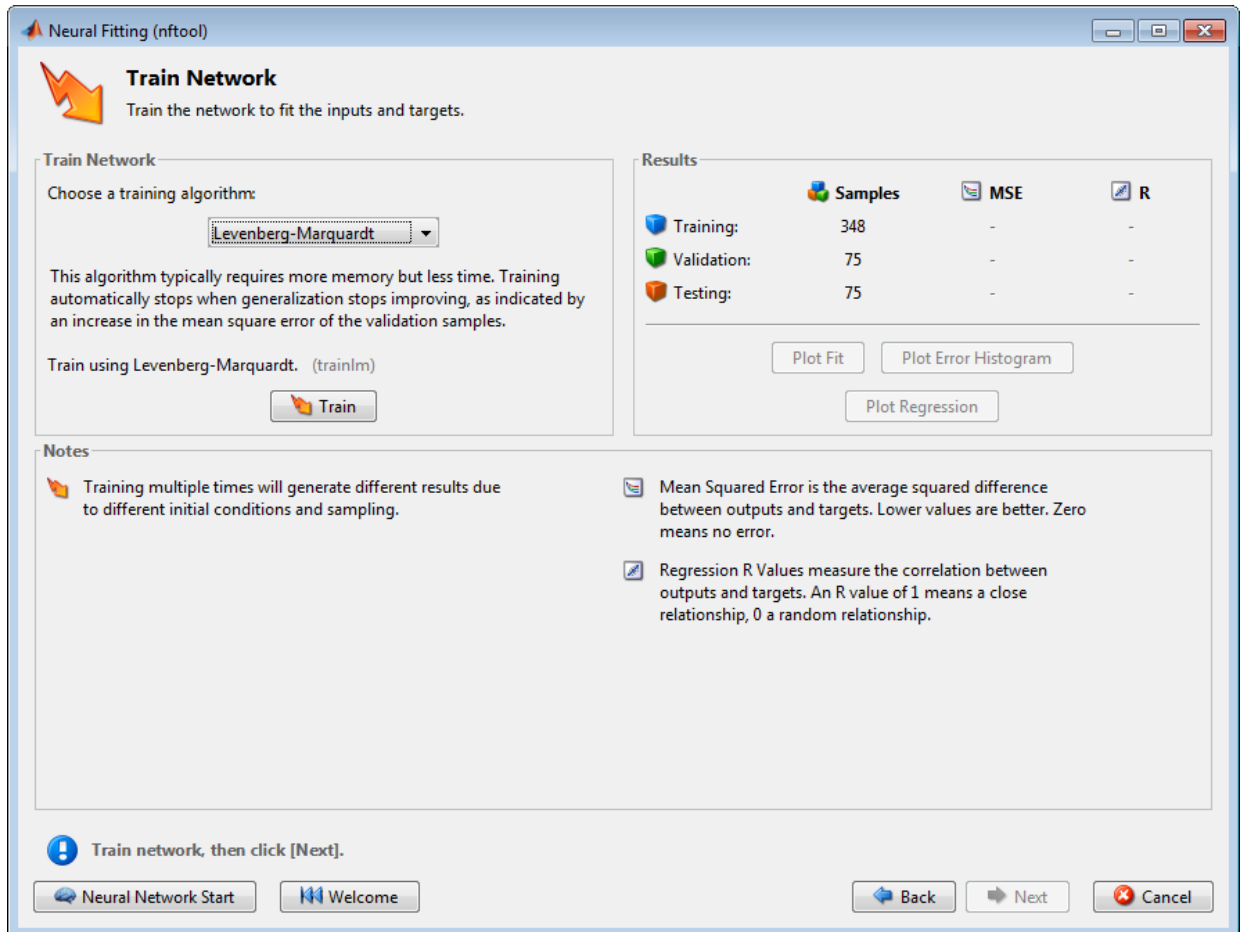 Neural Fitting (nftool)
Train Network
Train the network to fit the inputs and targets.
Train Network
Choose a training algorithm:
Levenberg-Marquardt
This algorithm typically requires more memory but less time. Training
automatically stops when generalization stops improving, as indicated by
an increase in the mean square error of the validation samples.
Train using Levenberg-Marquardt. (trainlm)
Train
Results
Samples MSE R
Training: 348 - -
Validation: 75 - -
Testing: 75 - -
Plot Fit Plot Error Histogram
Plot Regression
Notes
Training multiple times will generate different results due
to different initial conditions and sampling.
Mean Squared Error is the average squared difference
between outputs and targets. Lower values are better. Zero
means no error.
Regression R Values measure the correlation between
outputs and targets. An R value of 1 means a close
relationship, 0 a random relationship.
Train network, then click [Next].
Neural Network Start Welcome Back Next Cancel